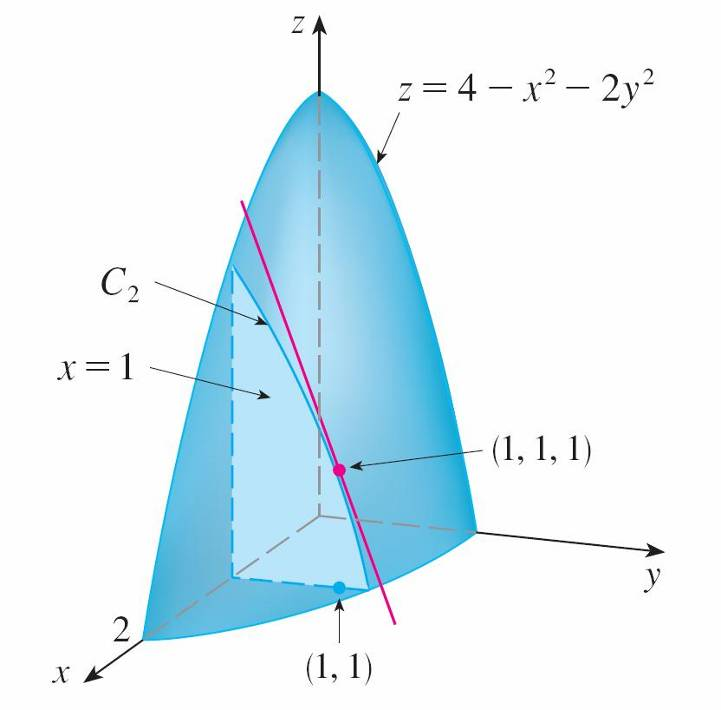 z
z = 4 − x² − 2y²
C₂
x = 1
(1, 1, 1)
y
2
(1, 1)
x